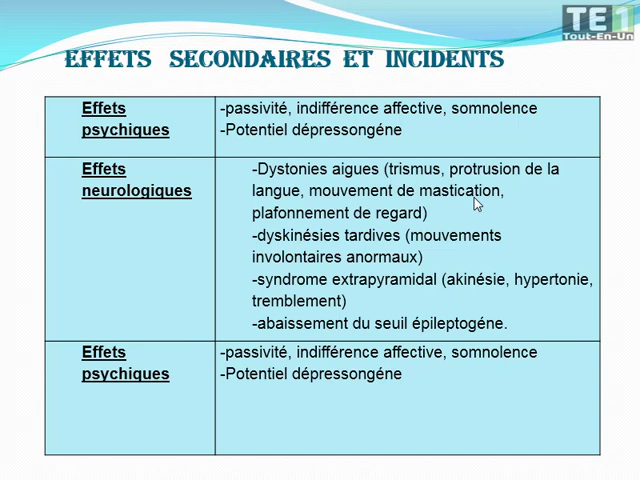 TE1
Tout-En-Un
EFFETS SECONDAIRES ET INCIDENTS
Effets
psychiques
-passivité, indifférence affective, somnolence
-Potentiel dépressongéne
Effets
neurologiques
-Dystonies aigues (trismus, protrusion de la
langue, mouvement de mastication,
plafonnement de regard)
-dyskinésies tardives (mouvements
involontaires anormaux)
-syndrome extrapyramidal (akinésie, hypertonie,
tremblement)
-abaissement du seuil épileptogéne.
Effets
psychiques
-passivité, indifférence affective, somnolence
-Potentiel dépressongéne